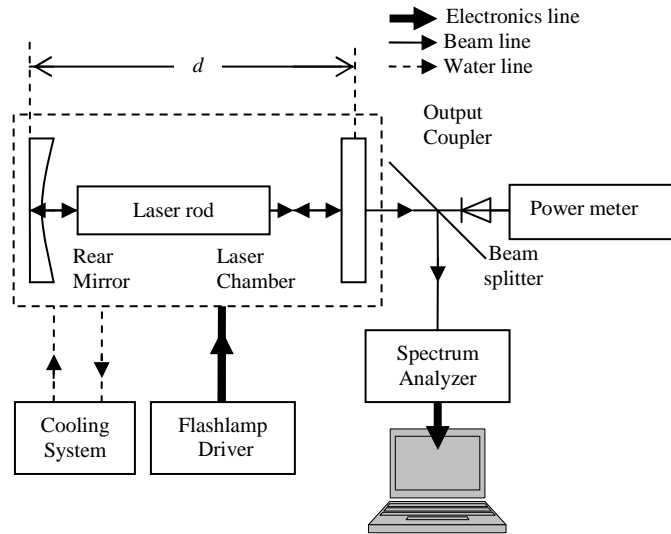 Electronics line
Beam line
Water line
d
Output
Coupler
Laser rod
Power meter
Rear
Mirror
Laser
Chamber
Beam
splitter
Spectrum
Analyzer
Cooling
System
Flashlamp
Driver